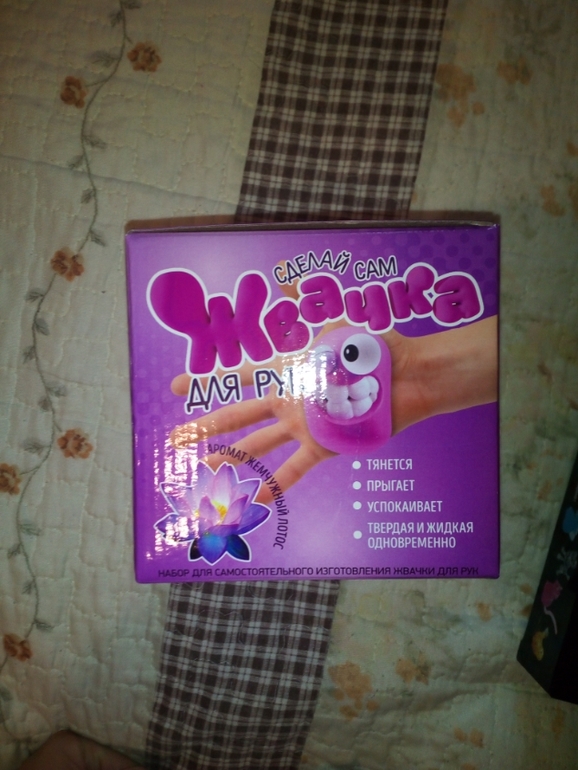 СДЕЛАЙ САМ
Жвачка
ДЛЯ РУК
АРОМАТ ЖЕМЧУЖНЫЙ ЛОТОС
ТЯНЕТСЯ
ПРЫГАЕТ
УСПОКАИВАЕТ
ТВЕРДАЯ И ЖИДКАЯ
ОДНОВРЕМЕННО
НАБОР ДЛЯ САМОСТОЯТЕЛЬНОГО ИЗГОТОВЛЕНИЯ ЖВАЧКИ ДЛЯ РУК